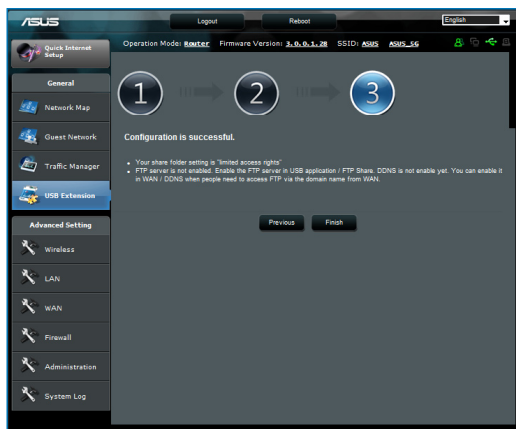 ASUS
Logout
Reboot
English
Quick Internet
Setup
Operation Mode: Router Firmware Version: 3.0.0.1.28 SSID: ASUS ASUS_5G
General
Network Map
Guest Network
Traffic Manager
USB Extension
Advanced Setting
Wireless
LAN
WAN
Firewall
Administration
System Log
1
2
3
Configuration is successful.
• Your share folder setting is "limited access rights"
• FTP server is not enabled. Enable the FTP server in USB application / FTP Share. DDNS is not enable yet. You can enable it
in WAN / DDNS when people need to access FTP via the domain name from WAN.
Previous
Finish